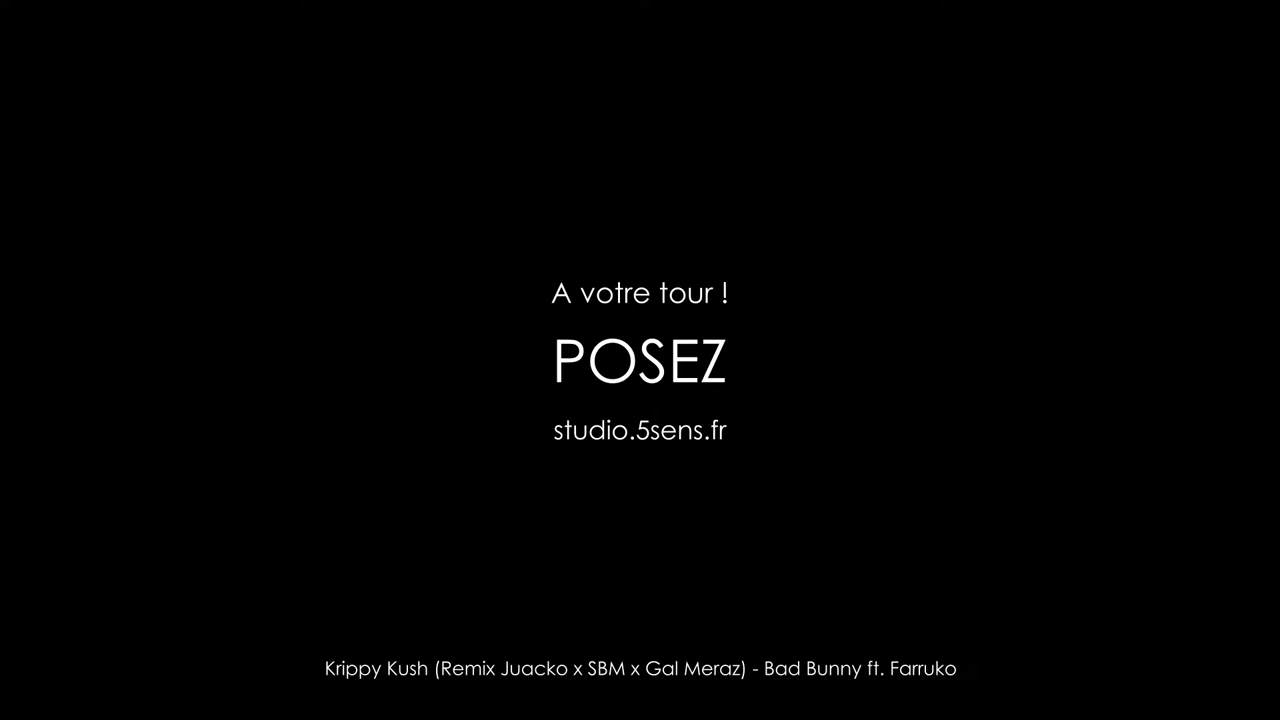 A votre tour !
POSEZ
studio.5sens.fr
Krippy Kush (Remix Juacko x SBM x Gal Meraz) - Bad Bunny ft. Farruko